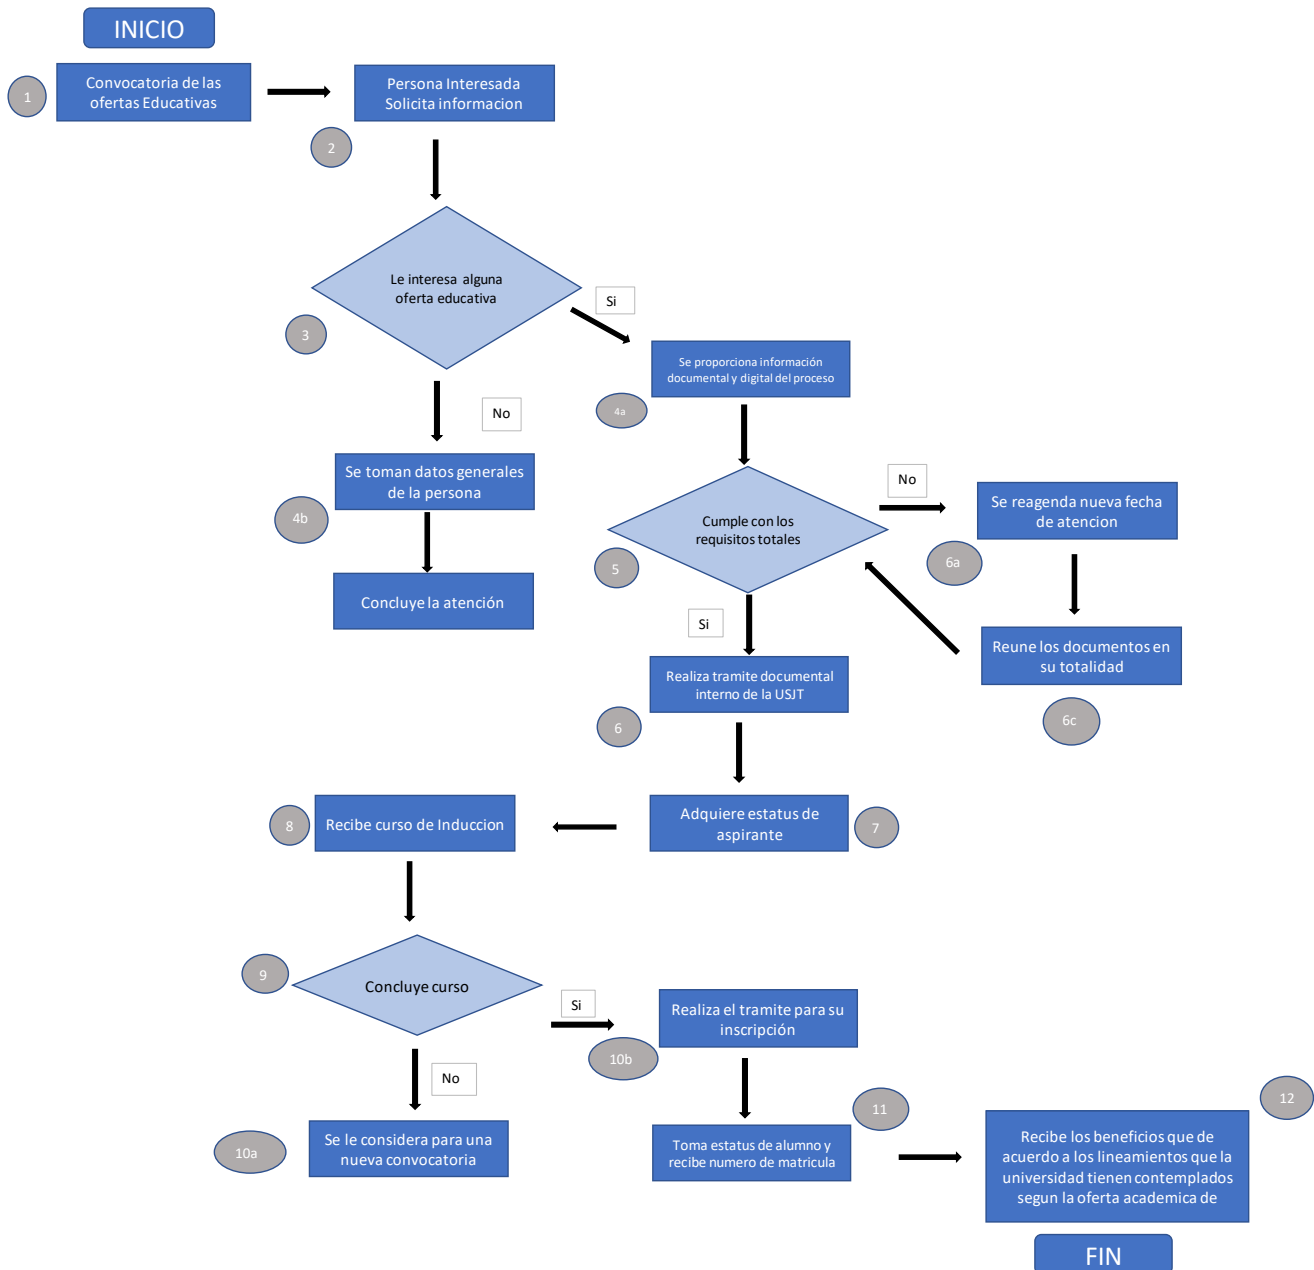 INICIO
1
Convocatoria de las
ofertas Educativas
Persona Interesada
Solicita informacion
2
Le interesa alguna
oferta educativa
3
Si
Se proporciona información
documental y digital del proceso
4a
No
Se toman datos generales
de la persona
4b
Concluye la atención
Cumple con los
requisitos totales
5
No
Se reagenda nueva fecha
de atencion
6a
Reune los documentos en
su totalidad
6c
Si
Realiza tramite documental
interno de la USJT
6
Adquiere estatus de
aspirante
7
8
Recibe curso de Induccion
9
Concluye curso
Si
Realiza el tramite para su
inscripción
10b
No
Se le considera para una
nueva convocatoria
10a
11
Toma estatus de alumno y
recibe numero de matricula
12
Recibe los beneficios que de
acuerdo a los lineamientos que la
universidad tienen contemplados
segun la oferta academica de
FIN